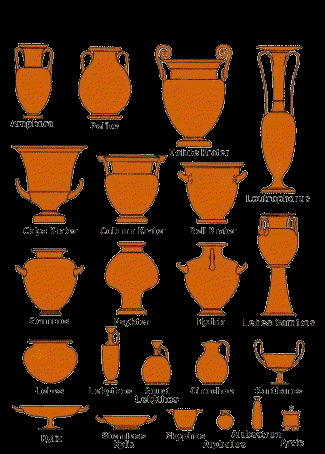 Amphora
Pelike
Volute Krater
Loutrophorus
Calyx Krater
Column Krater
Bell Krater
Stamnos
Psykter
Hydria
Lebes Gamikos
Lebes
Lekythos
Squat
Lekythos
Oinochoe
Kantharos
Kylix
Stemless
Kylix
Skyphos
Aryballos
Alabastron
Pyxis